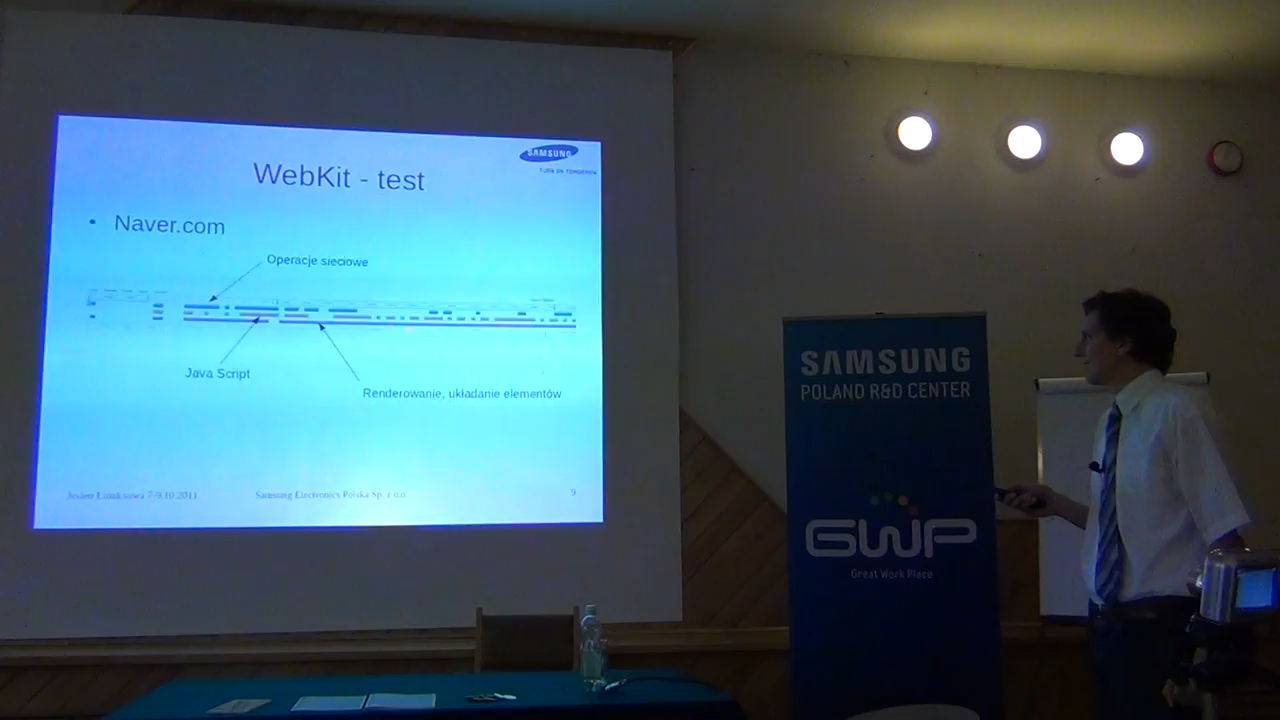 SAMSUNG
WebKit - test
• Naver.com
Operacje sieciowe
Java Script
Renderowanie, układanie elementów
Jesień Linuksowa 7-9.10.2011
Samsung Electronics Polska Sp. z o.o.
9
SAMSUNG
POLAND R&D CENTER
GWP
Great Work Place